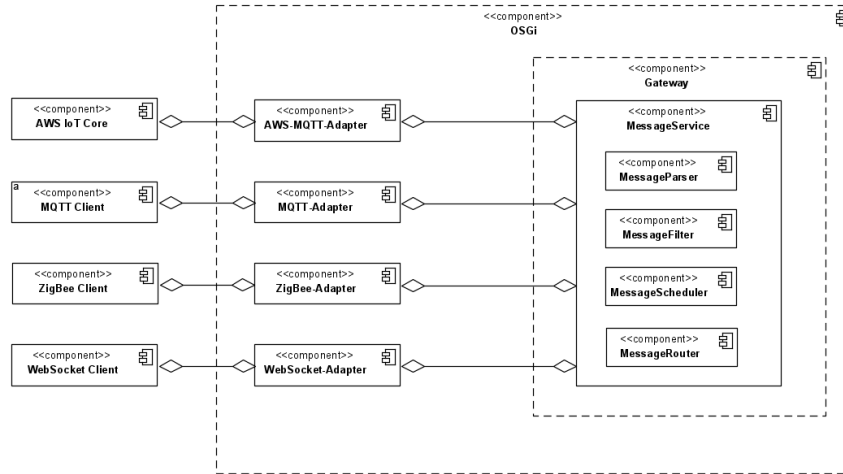 <<component>>
OSGi
<<component>>
Gateway
<<component>>
AWS IoT Core
<<component>>
AWS-MQTT-Adapter
<<component>>
MessageService
<<component>>
MessageParser
a
<<component>>
MQTT Client
<<component>>
MQTT-Adapter
<<component>>
MessageFilter
<<component>>
ZigBee Client
<<component>>
ZigBee-Adapter
<<component>>
MessageScheduler
<<component>>
WebSocket Client
<<component>>
WebSocket-Adapter
<<component>>
MessageRouter